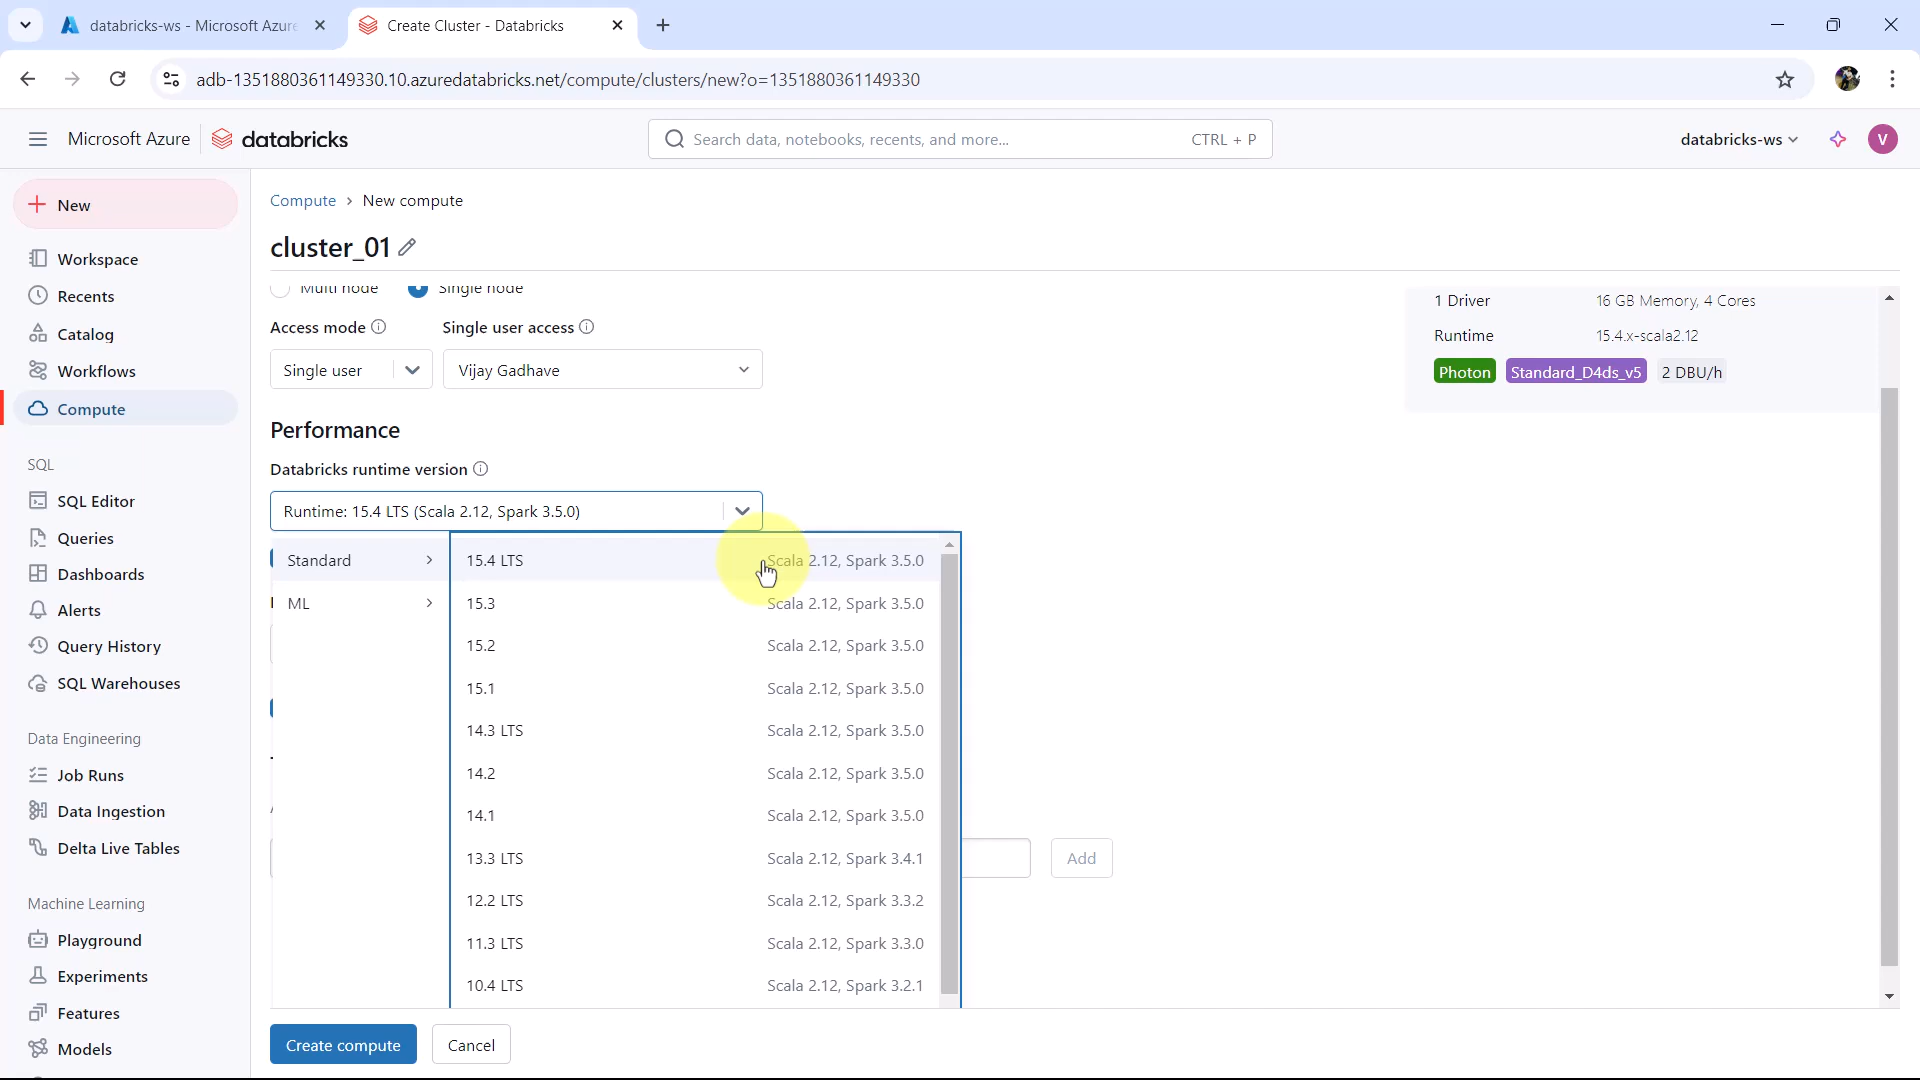 databricks-ws - Microsoft Azure
Create Cluster - Databricks
adb-1351880361149330.10.azuredatabricks.net/compute/clusters/new?o=1351880361149330
Microsoft Azure
databricks
Search data, notebooks, recents, and more...
CTRL + P
databricks-ws
V
New
Workspace
Recents
Catalog
Workflows
Compute
SQL
SQL Editor
Queries
Dashboards
Alerts
Query History
SQL Warehouses
Data Engineering
Job Runs
Data Ingestion
Delta Live Tables
Machine Learning
Playground
Experiments
Features
Models
Compute › New compute
cluster_01
Multi node Single node
Access mode Single user access
Single user Vijay Gadhave
Performance
Databricks runtime version
Runtime: 15.4 LTS (Scala 2.12, Spark 3.5.0)
Standard
ML
15.4 LTS Scala 2.12, Spark 3.5.0
15.3 Scala 2.12, Spark 3.5.0
15.2 Scala 2.12, Spark 3.5.0
15.1 Scala 2.12, Spark 3.5.0
14.3 LTS Scala 2.12, Spark 3.5.0
14.2 Scala 2.12, Spark 3.5.0
14.1 Scala 2.12, Spark 3.5.0
13.3 LTS Scala 2.12, Spark 3.4.1
12.2 LTS Scala 2.12, Spark 3.3.2
11.3 LTS Scala 2.12, Spark 3.3.0
10.4 LTS Scala 2.12, Spark 3.2.1
Add
Create compute
Cancel
1 Driver 16 GB Memory, 4 Cores
Runtime 15.4.x-scala2.12
Photon Standard_D4ds_v5 2 DBU/h